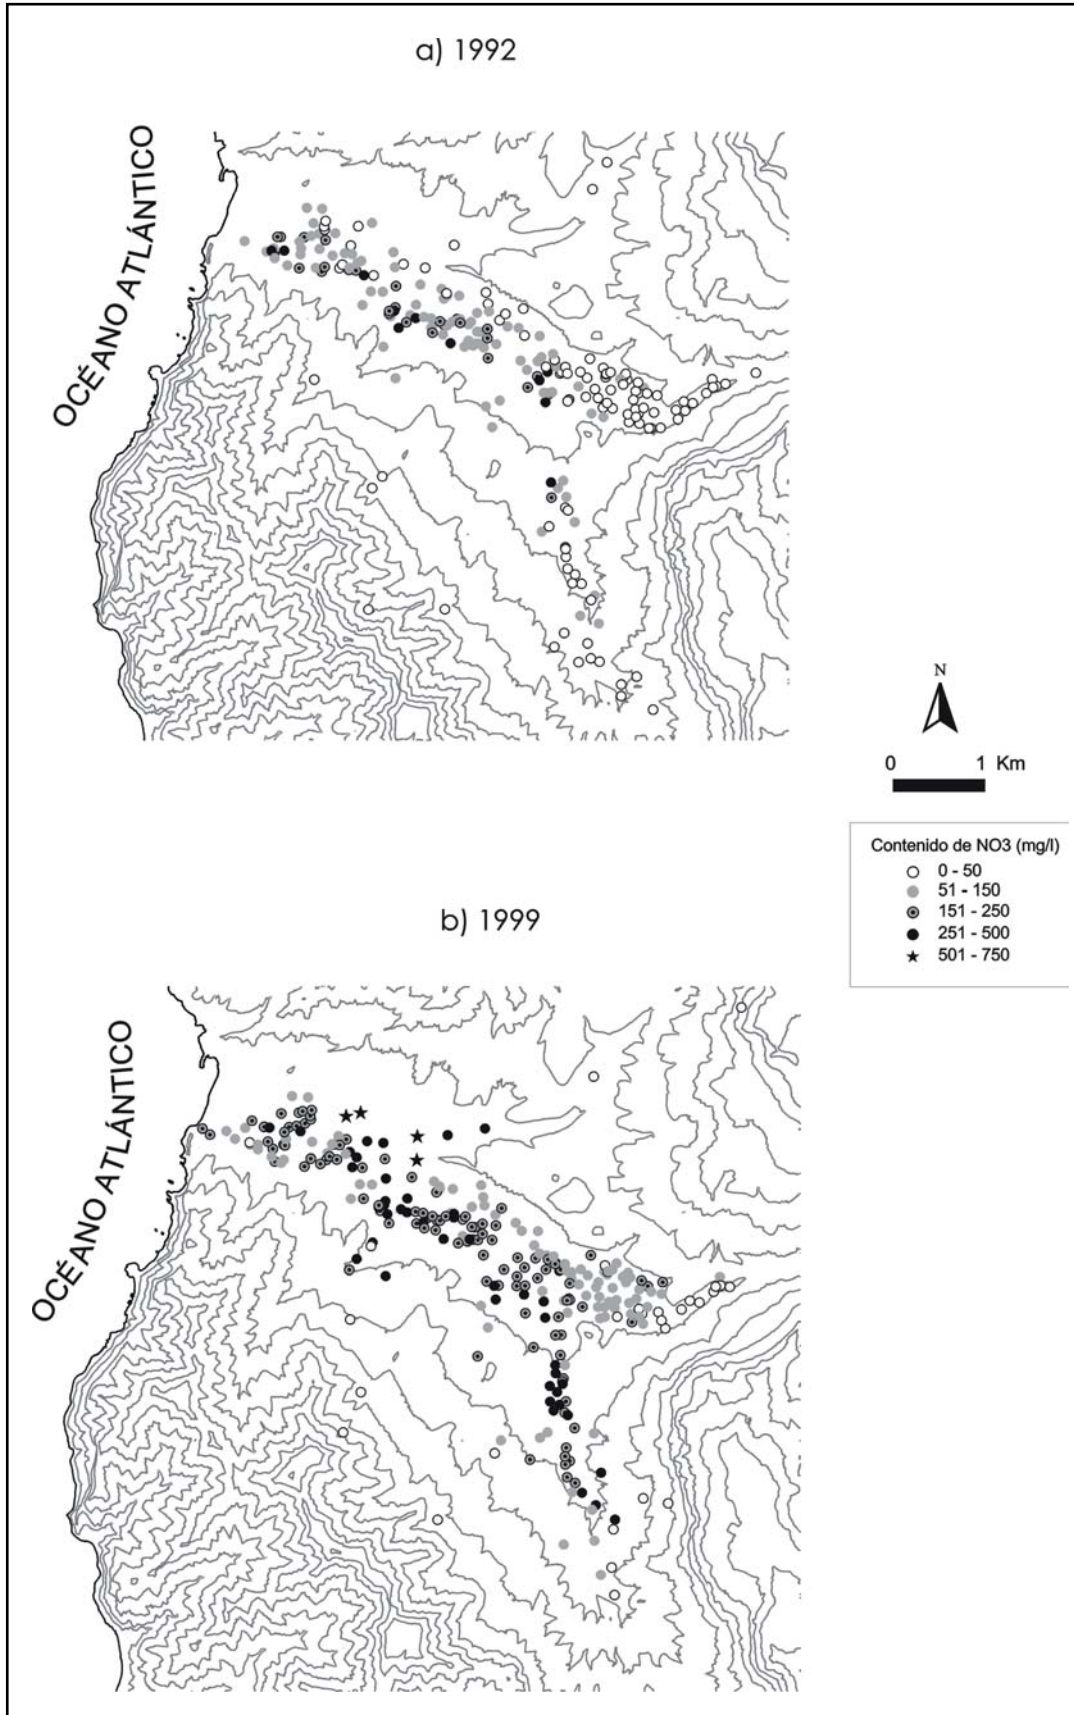 a) 1992
OCÉANO ATLÁNTICO
N
0 1 Km
Contenido de NO3 (mg/l)
0 - 50
51 - 150
151 - 250
251 - 500
501 - 750
b) 1999
OCÉANO ATLÁNTICO